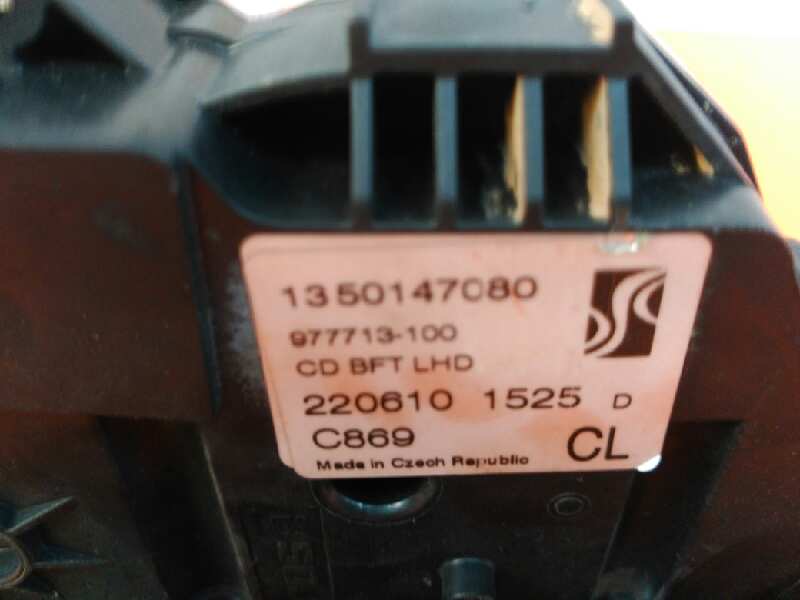 1350147080
977713-100
CD BFT LHD
220610 1525 D
C869 CL
Made in Czech Republic